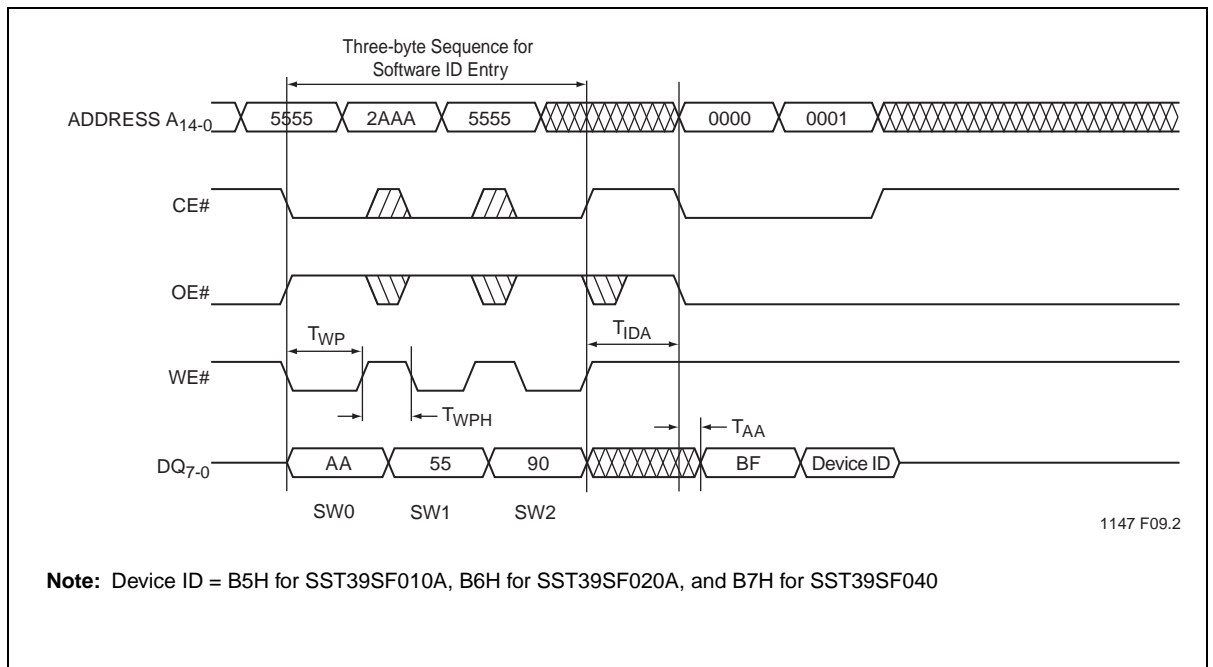 Three-byte Sequence for
Software ID Entry
ADDRESS A14-0
5555 2AAA 5555 0000 0001
CE#
OE#
TWP TIDA
WE#
TWPH TAA
DQ7-0
AA 55 90 BF Device ID
SW0 SW1 SW2
1147 F09.2
Note: Device ID = B5H for SST39SF010A, B6H for SST39SF020A, and B7H for SST39SF040